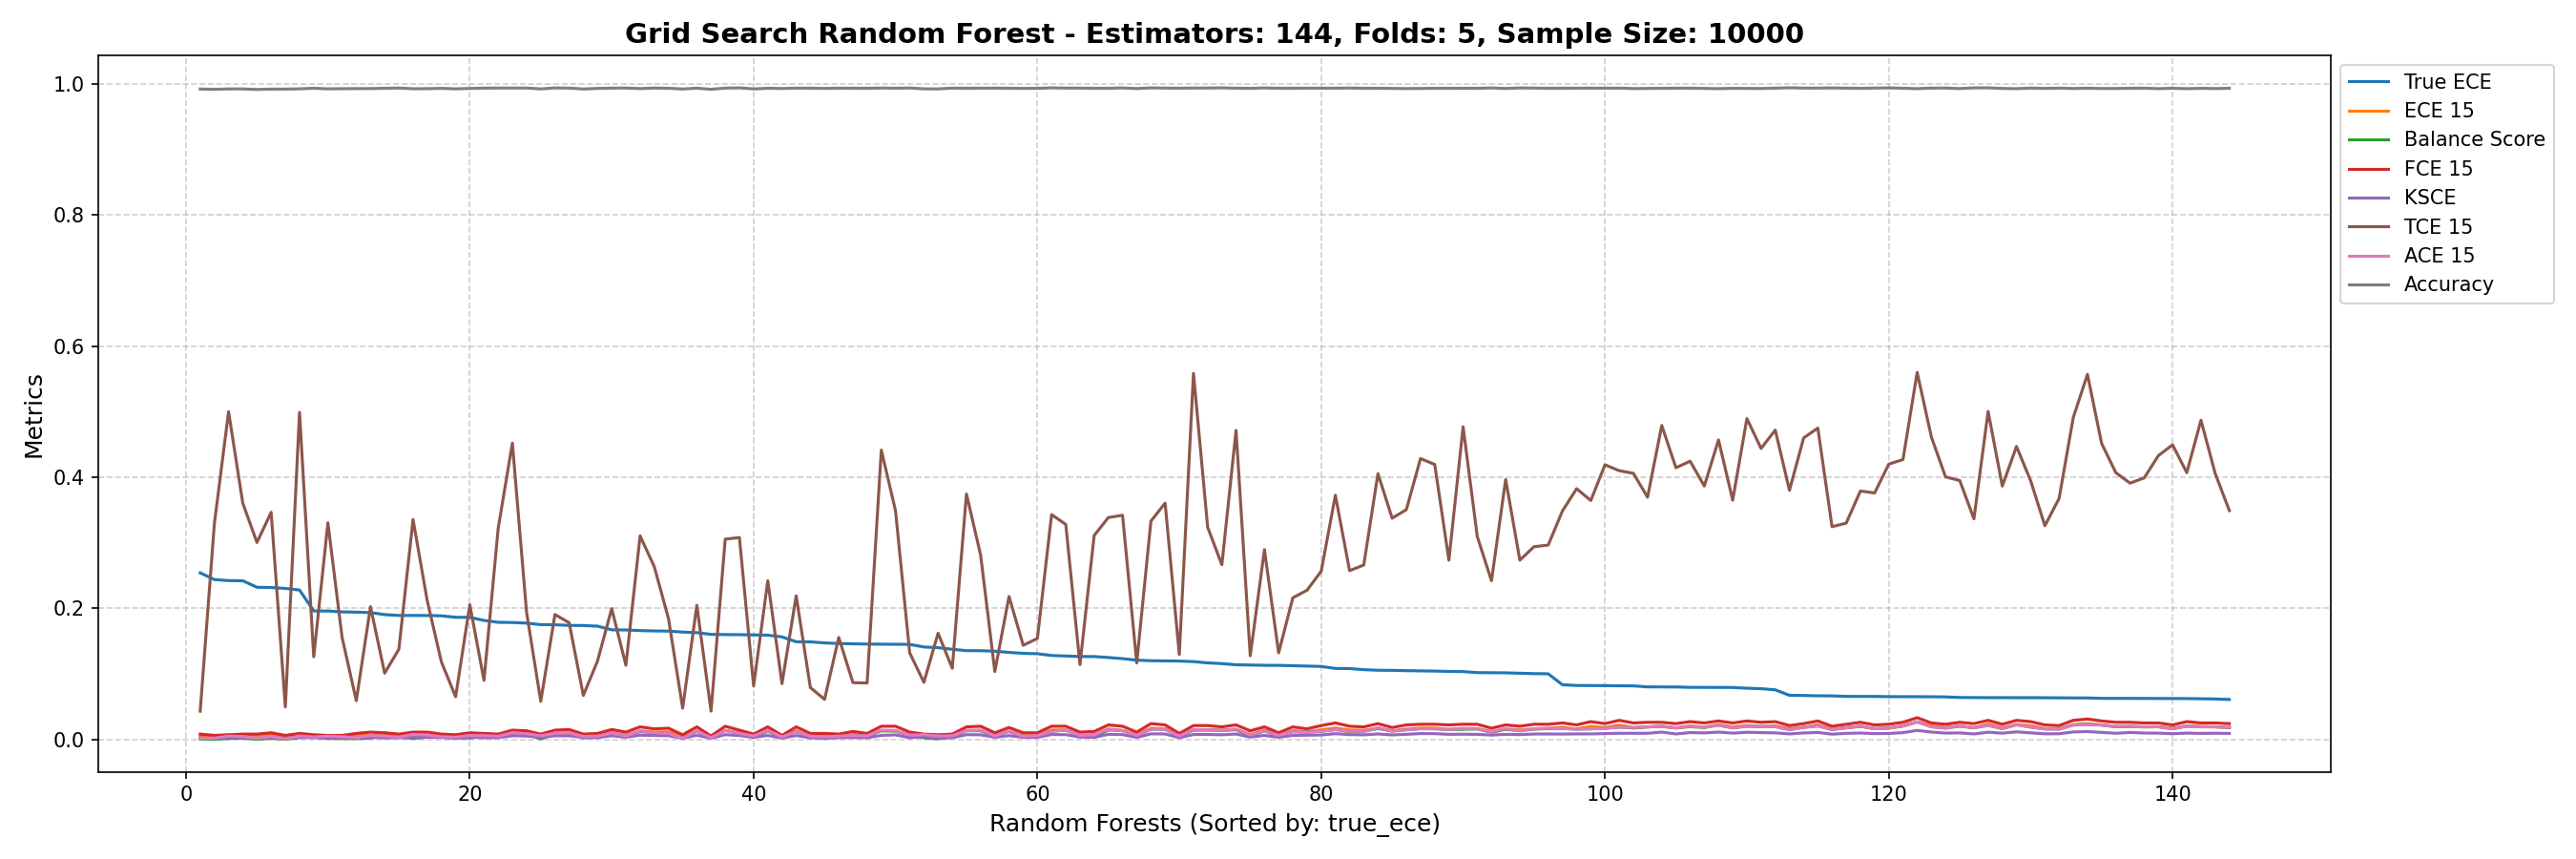 Grid Search Random Forest - Estimators: 144, Folds: 5, Sample Size: 10000
Metrics
1.0
0.8
0.6
0.4
0.2
0.0
0 20 40 60 80 100 120 140
Random Forests (Sorted by: true_ece)
True ECE
ECE 15
Balance Score
FCE 15
KSCE
TCE 15
ACE 15
Accuracy